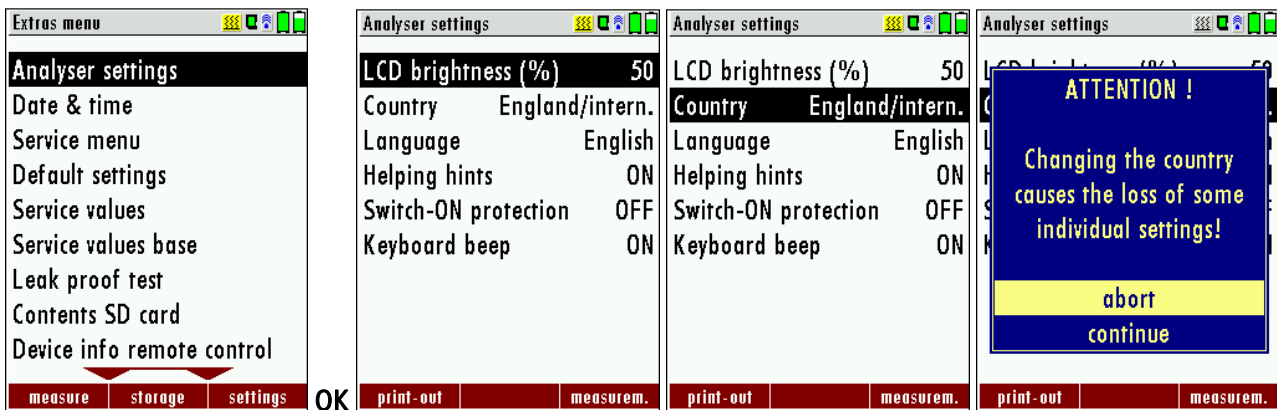 Extras menu
Analyser settings
Date & time
Service menu
Default settings
Service values
Service values base
Leak proof test
Contents SD card
Device info remote control
measure storage settings
OK
Analyser settings
LCD brightness (%) 50
Country England/intern.
Language English
Helping hints ON
Switch-ON protection OFF
Keyboard beep ON
print-out measurem.
Analyser settings
LCD brightness (%) 50
Country England/intern.
Language English
Helping hints ON
Switch-ON protection OFF
Keyboard beep ON
print-out measurem.
Analyser settings
ATTENTION !
Changing the country
causes the loss of some
individual settings!
abort
continue
print-out measurem.